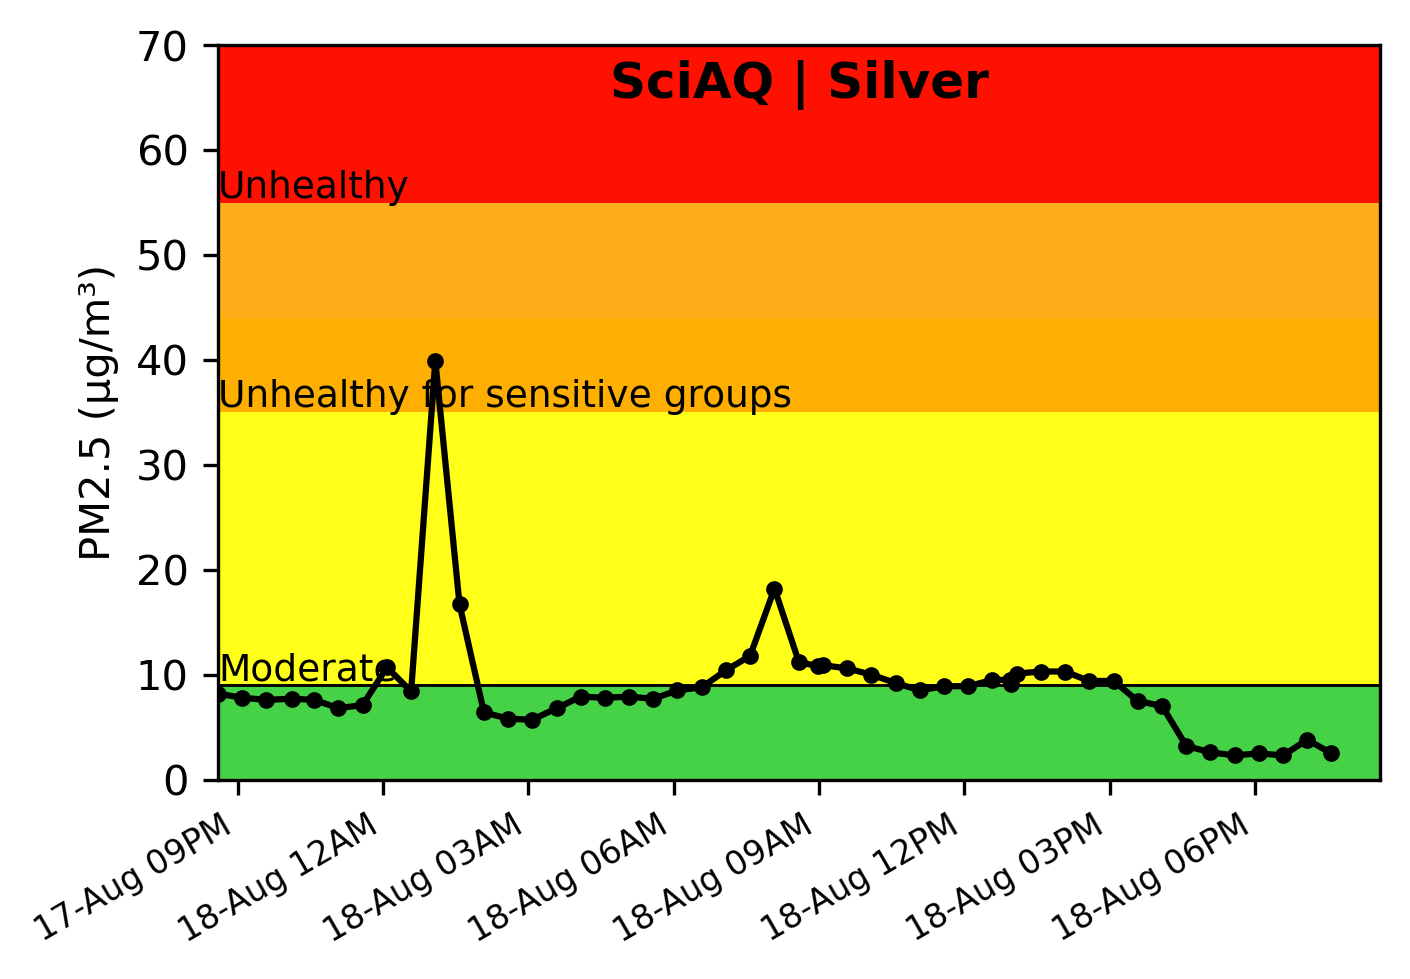 SciAQ | Silver
PM2.5 (µg/m³)
70
60
Unhealthy
50
40
Unhealthy for sensitive groups
30
20
Moderate
10
0
17-Aug 09PM
18-Aug 12AM
18-Aug 03AM
18-Aug 06AM
18-Aug 09AM
18-Aug 12PM
18-Aug 03PM
18-Aug 06PM